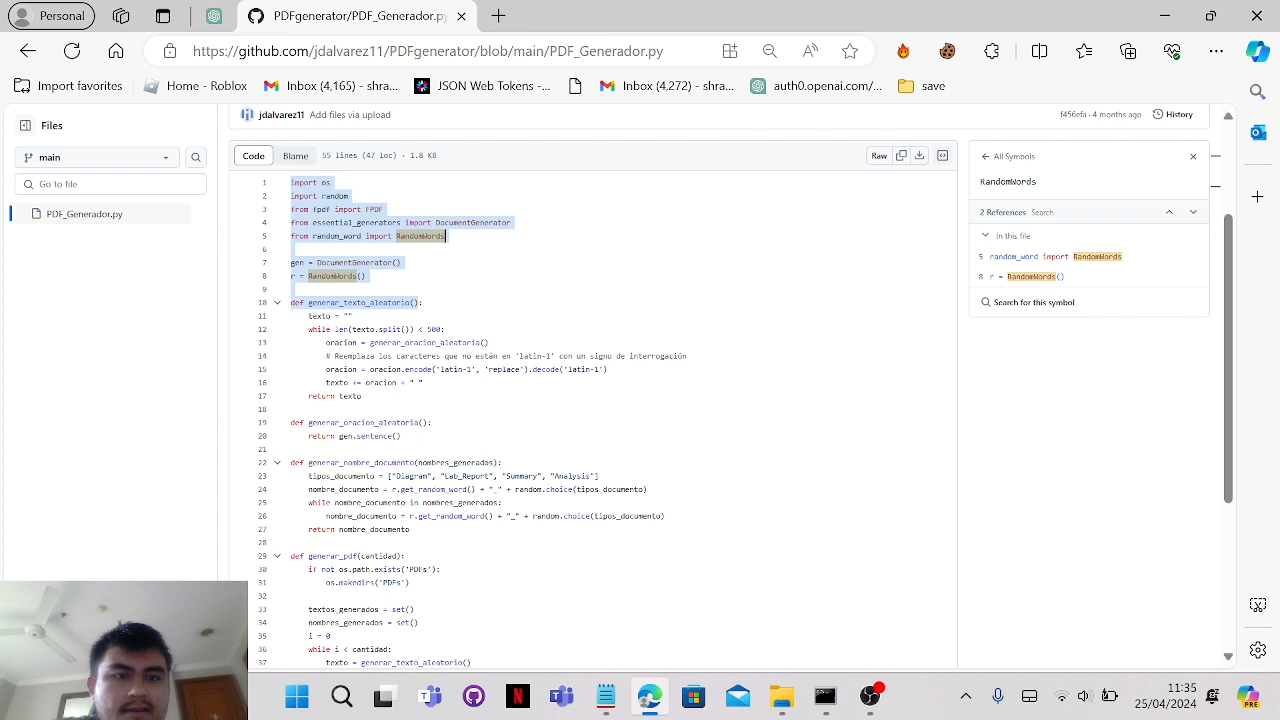 Personal
PDFgenerator/PDF_Generador.py
https://github.com/jdalvarez11/PDFgenerator/blob/main/PDF_Generador.py
Import favorites
Home - Roblox
Inbox (4,165) - shra...
JSON Web Tokens -...
Inbox (4,272) - shra...
auth0.openai.com/...
save
Files
main
Go to file
PDF_Generador.py
jdalvarez11 Add files via upload
f456efa · 4 months ago
History
Code
Blame
55 lines (47 loc) · 1.8 KB
Raw
1 import os
2 import random
3 from fpdf import FPDF
4 from essential_generators import DocumentGenerator
5 from random_word import RandomWords
6
7 gen = DocumentGenerator()
8 r = RandomWords()
9
10 def generar_texto_aleatorio():
11 texto = ""
12 while len(texto.split()) < 500:
13 oracion = generar_oracion_aleatoria()
14 # Reemplaza los caracteres que no están en 'latin-1' con un signo de interrogación
15 oracion = oracion.encode('latin-1', 'replace').decode('latin-1')
16 texto += oracion + " "
17 return texto
18
19 def generar_oracion_aleatoria():
20 return gen.sentence()
21
22 def generar_nombre_documento(nombres_generados):
23 tipos_documento = ["Diagram", "Lab_Report", "Summary", "Analysis"]
24 nombre_documento = r.get_random_word() + "_" + random.choice(tipos_documento)
25 while nombre_documento in nombres_generados:
26 nombre_documento = r.get_random_word() + "_" + random.choice(tipos_documento)
27 return nombre_documento
28
29 def generar_pdf(cantidad):
30 if not os.path.exists('PDFs'):
31 os.makedirs('PDFs')
32
33 textos_generados = set()
34 nombres_generados = set()
35 i = 0
36 while i < cantidad:
37 texto = generar_texto_aleatorio()
All Symbols
RandomWords
2 References Search
In this file
5 random_word import RandomWords
8 r = RandomWords()
Search for this symbol
11:35
25/04/2024
PRE